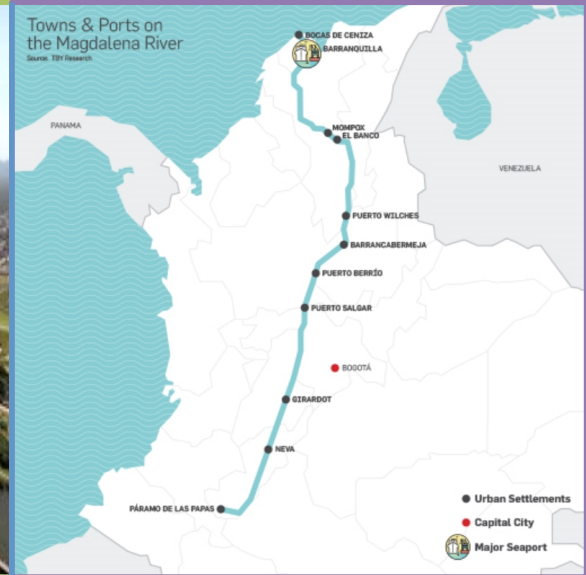 Towns & Ports on
the Magdalena River
Source: TBY Research
BOCAS DE CENIZA
BARRANQUILLA
PANAMA
MOMPOX
EL BANCO
VENEZUELA
PUERTO WILCHES
BARRANCABERMEJA
PUERTO BERRÍO
PUERTO SALGAR
BOGOTÁ
GIRARDOT
NEVA
PÁRAMO DE LAS PAPAS
Urban Settlements
Capital City
Major Seaport